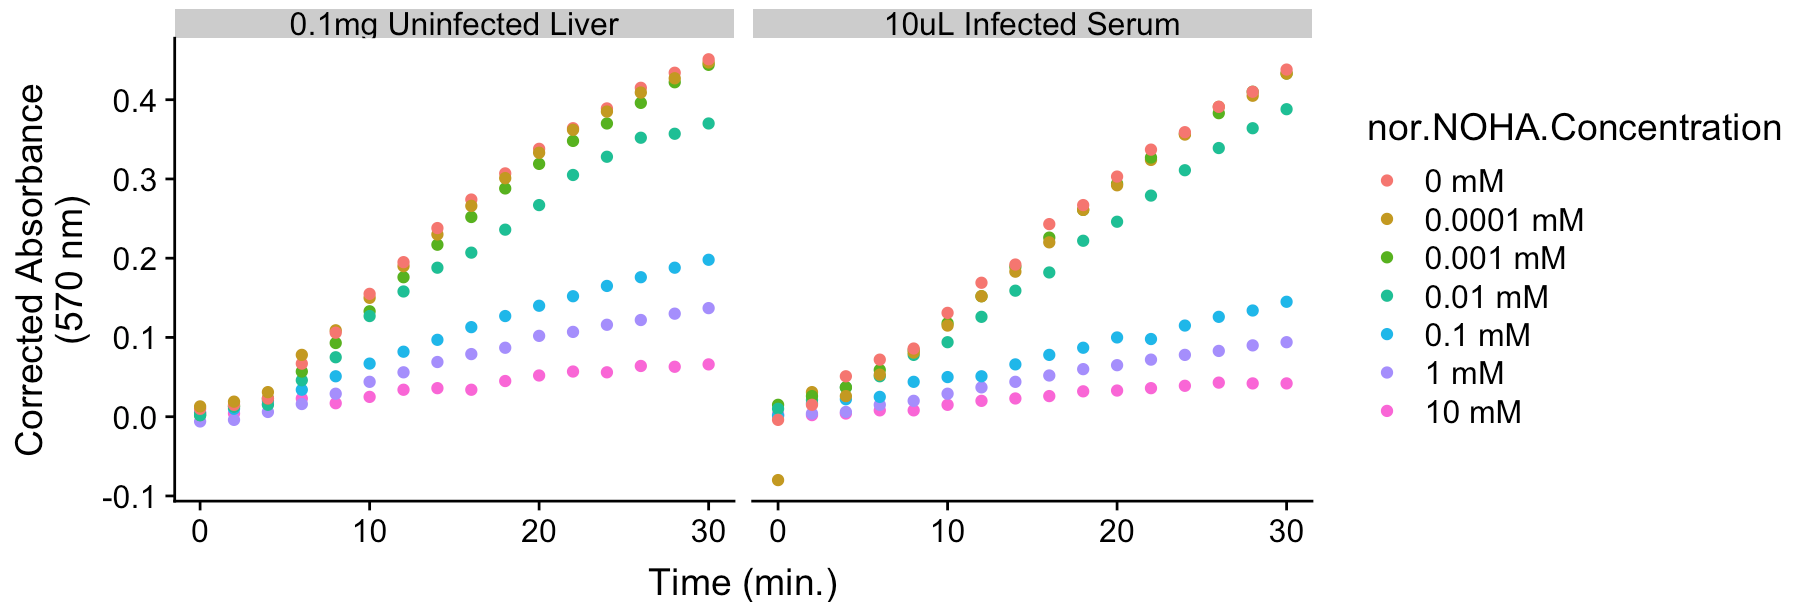 0.1mg Uninfected Liver
10uL Infected Serum
Corrected Absorbance
(570 nm)
0.4
0.3
0.2
0.1
0.0
-0.1
0 10 20 30
0 10 20 30
Time (min.)
nor.NOHA.Concentration
0 mM
0.0001 mM
0.001 mM
0.01 mM
0.1 mM
1 mM
10 mM